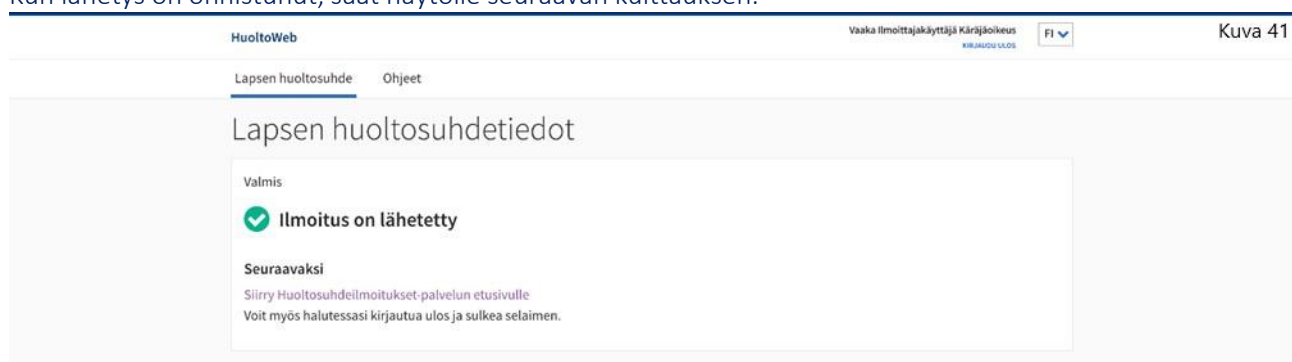 Kun lähetys on onnistunut, saat näytölle seuraavan kuittauksen:
HuoltoWeb
Vaaka Ilmoittajakäyttäjä Käräjäoikeus
KIRJAUDU ULOS
FI
Kuva 41
Lapsen huoltosuhde Ohjeet
Lapsen huoltosuhdetiedot
Valmis
Ilmoitus on lähetetty
Seuraavaksi
Siirry Huoltosuhdeilmoitukset-palvelun etusivulle
Voit myös halutessasi kirjautua ulos ja sulkea selaimen.